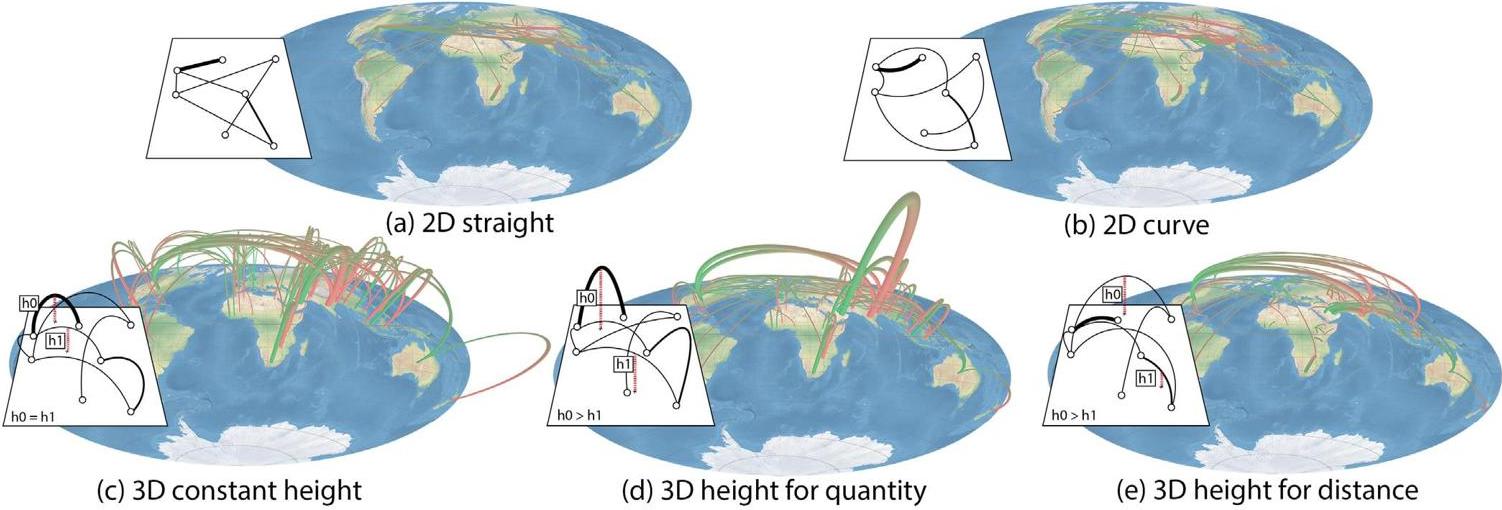 (a) 2D straight
(b) 2D curve
h0
h1
h0 = h1
(c) 3D constant height
h0
h1
h0 > h1
(d) 3D height for quantity
h0
h1
h0 > h1
(e) 3D height for distance